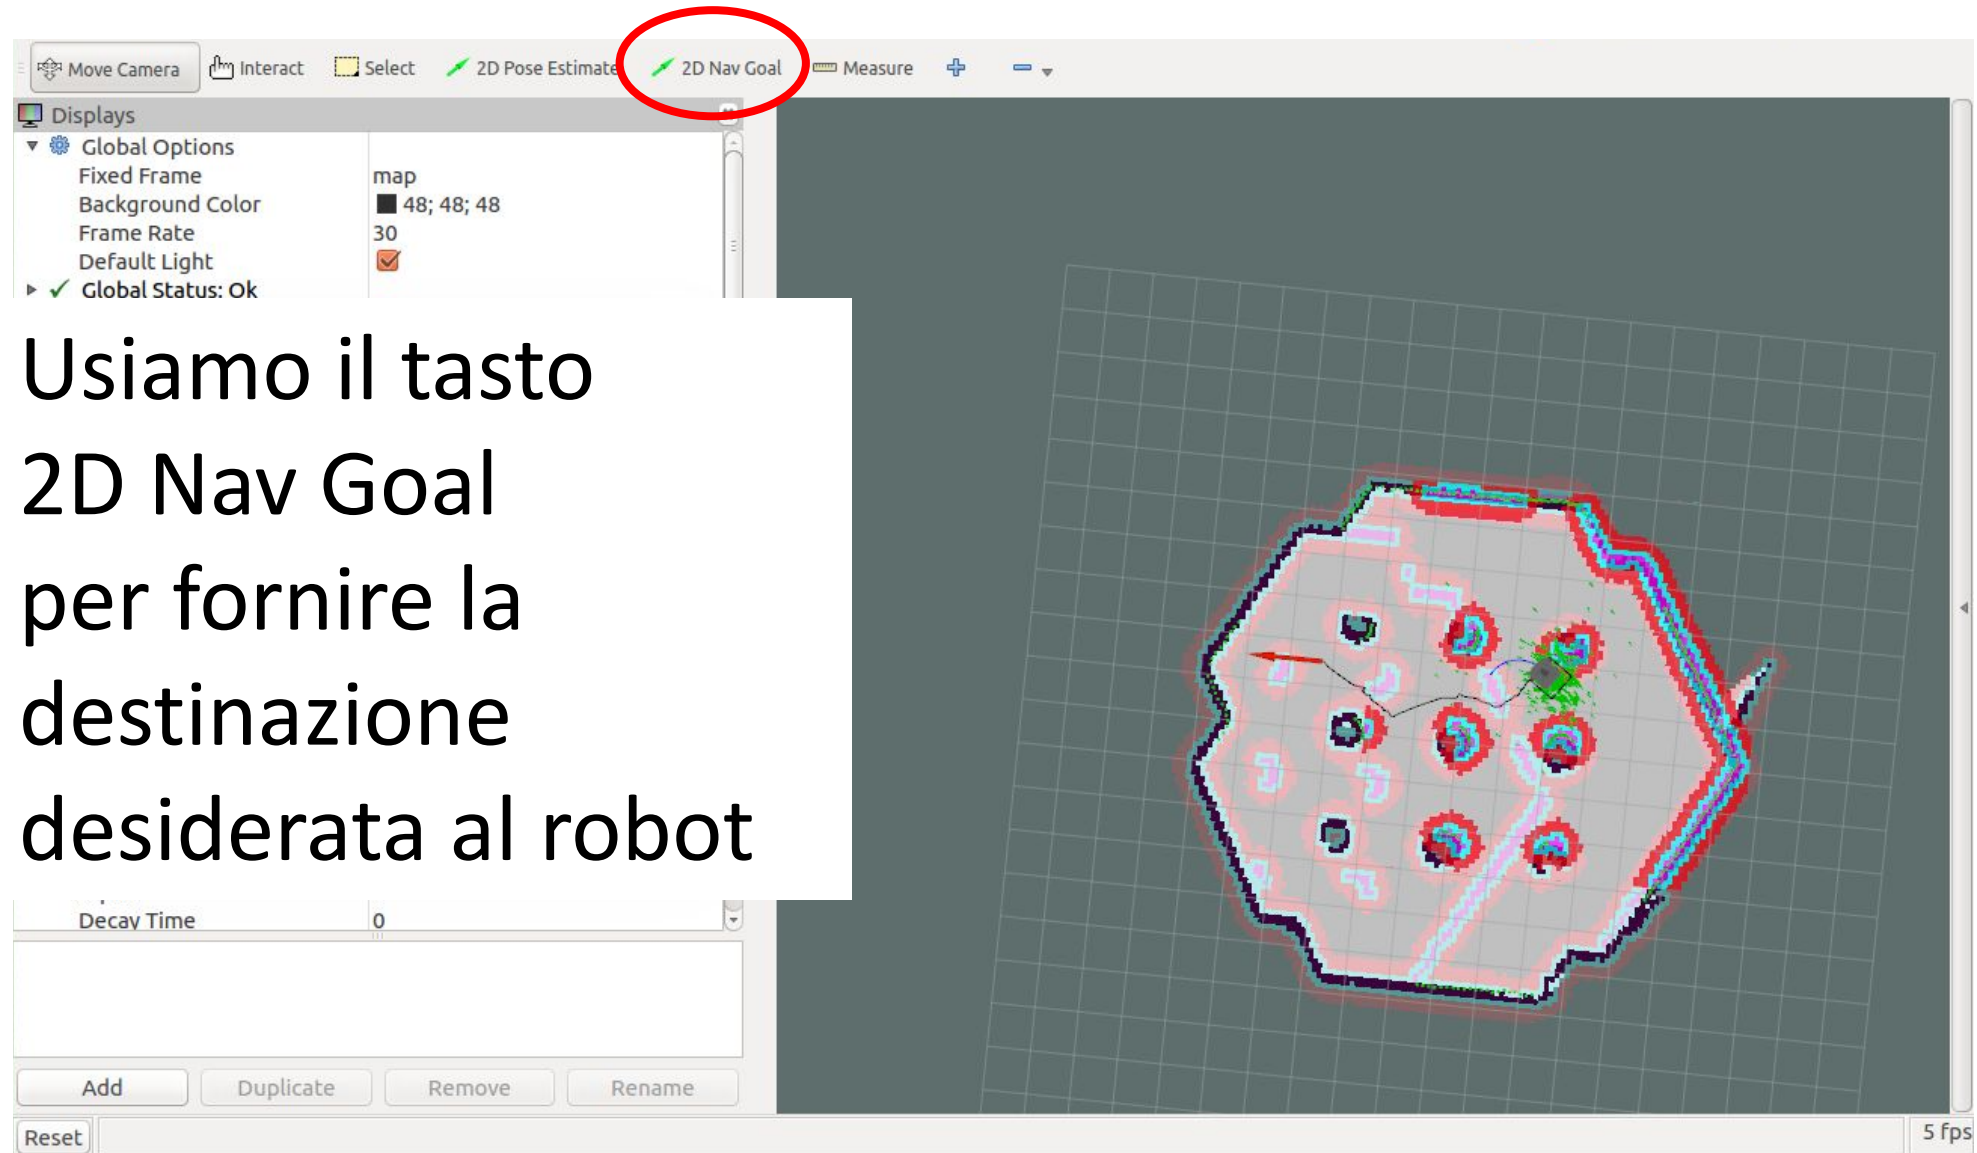 Move Camera Interact Select 2D Pose Estimate 2D Nav Goal Measure
Displays
Global Options
Fixed Frame map
Background Color 48; 48; 48
Frame Rate 30
Default Light
Global Status: Ok
Usiamo il tasto
2D Nav Goal
per fornire la
destinazione
desiderata al robot
Decay Time 0
Add Duplicate Remove Rename
Reset 5 fps